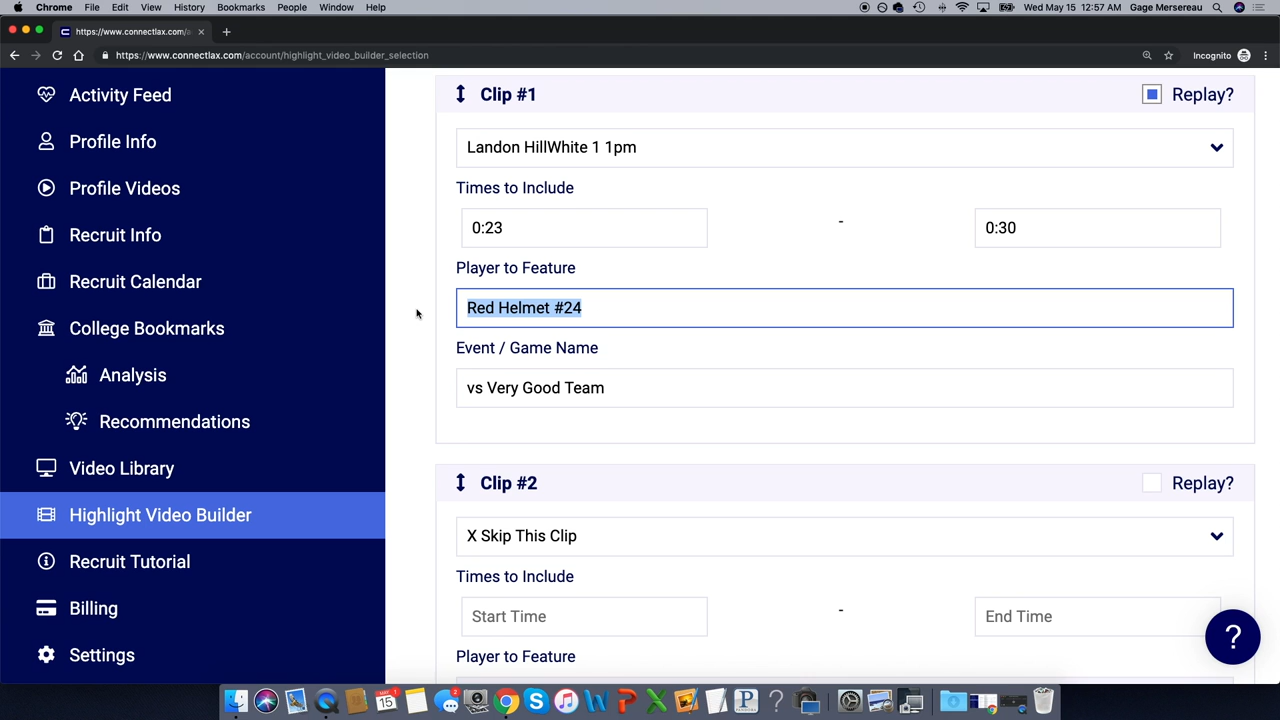 Chrome File Edit View History Bookmarks People Window Help Wed May 15 12:57 AM Gage Mersereau
https://www.connectlax.com/a
https://www.connectlax.com/account/highlight_video_builder_selection Incognito
Activity Feed
Profile Info
Profile Videos
Recruit Info
Recruit Calendar
College Bookmarks
Analysis
Recommendations
Video Library
Highlight Video Builder
Recruit Tutorial
Billing
Settings
Clip #1 Replay?
Landon HillWhite 1 1pm
Times to Include
0:23 - 0:30
Player to Feature
Red Helmet #24
Event / Game Name
vs Very Good Team
Clip #2 Replay?
X Skip This Clip
Times to Include
Start Time - End Time
Player to Feature
?